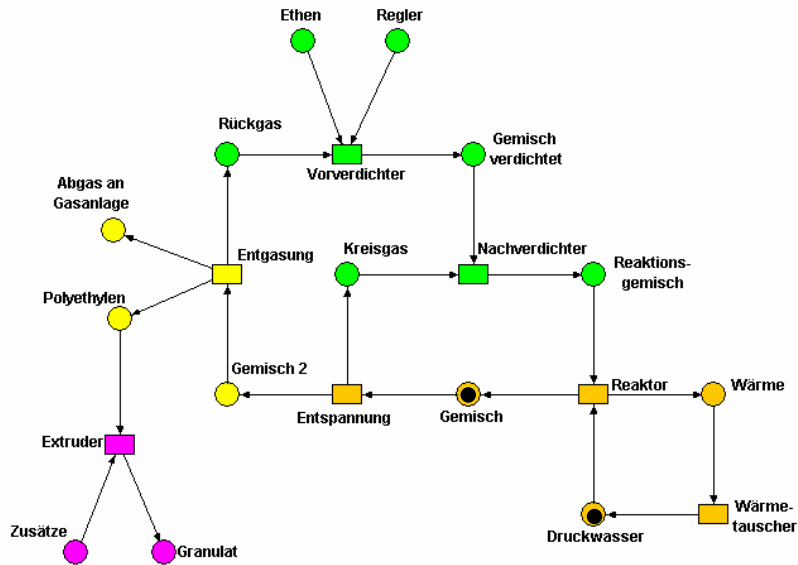 Ethen
Regler
Rückgas
Gemisch
verdichtet
Vorverdichter
Abgas an
Gasanlage
Entgasung
Kreisgas
Nachverdichter
Reaktions-
gemisch
Polyethylen
Gemisch 2
Entspannung
Gemisch
Reaktor
Wärme
Extruder
Wärme-
tauscher
Druckwasser
Zusätze
Granulat